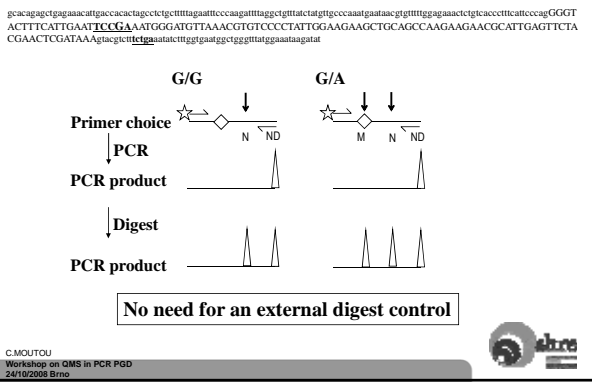 gcacagagctgagaaacattgaccacactagcctctgctttttagaatttcccaagattttaggctgttttatctatgttgcccaaatgaataacgtgtttttggagaaactctgtcacccttttcattcccagGGGT
ACTTTCATTGAATTCCGAAATGGGATGTTAAACGTGTCCCCTATTGGAAGAAGCTGCAGCCAAGAAGAACGCATTGAGTTCTA
CGAACTCGATAAAgtacgtctttctgaaatatctttggtgaatggctgggtttatggaaataagatat
G/G G/A
Primer choice N ND M N ND
PCR
PCR product
Digest
PCR product
No need for an external digest control
C.MOUTOU
Workshop on QMS in PCR PGD
24/10/2008 Brno